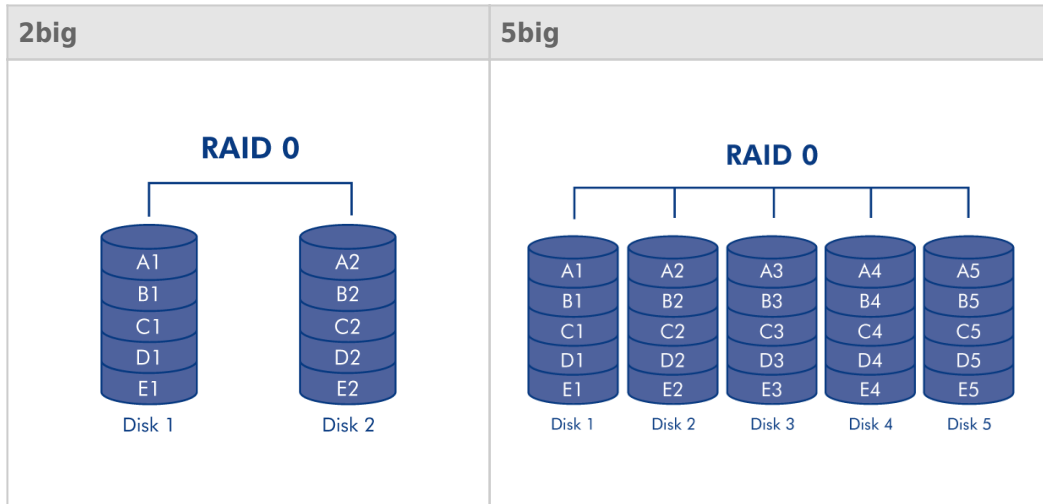 2big
5big
RAID 0
A1 A2
B1 B2
C1 C2
D1 D2
E1 E2
Disk 1 Disk 2
RAID 0
A1 A2 A3 A4 A5
B1 B2 B3 B4 B5
C1 C2 C3 C4 C5
D1 D2 D3 D4 D5
E1 E2 E3 E4 E5
Disk 1 Disk 2 Disk 3 Disk 4 Disk 5